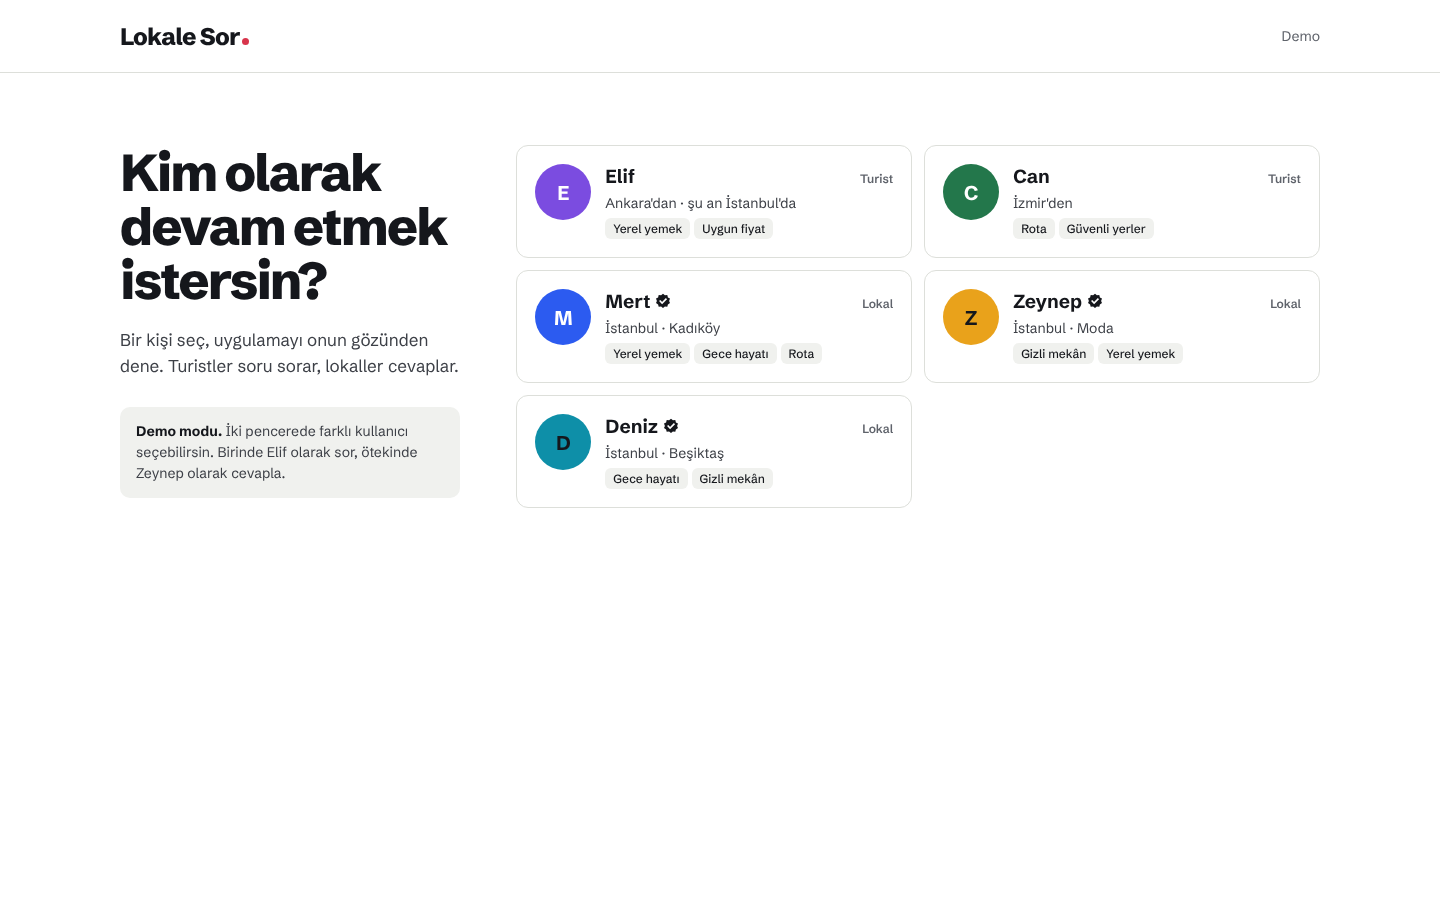 Lokale Sor.
Demo
Kim olarak
devam etmek
istersin?
Bir kişi seç, uygulamayı onun gözünden
dene. Turistler soru sorar, lokaller cevaplar.
Demo modu. İki pencerede farklı kullanıcı
seçebilirsin. Birinde Elif olarak sor, ötekinde
Zeynep olarak cevapla.
E
Elif
Turist
Ankara'dan · şu an İstanbul'da
Yerel yemek
Uygun fiyat
C
Can
Turist
İzmir'den
Rota
Güvenli yerler
M
Mert
Lokal
İstanbul · Kadıköy
Yerel yemek
Gece hayatı
Rota
Z
Zeynep
Lokal
İstanbul · Moda
Gizli mekân
Yerel yemek
D
Deniz
Lokal
İstanbul · Beşiktaş
Gece hayatı
Gizli mekân